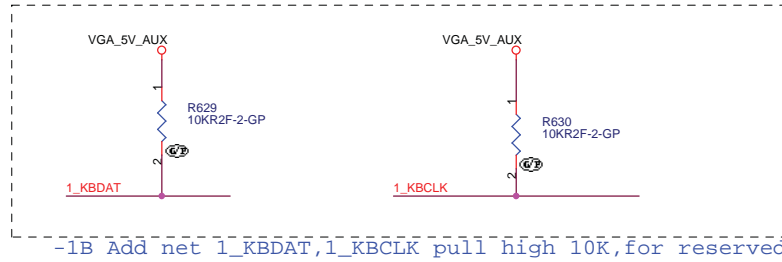 VGA_5V_AUX
1
R629
10KR2F-2-GP
G/P
2
1_KBDAT
VGA_5V_AUX
1
R630
10KR2F-2-GP
G/P
2
1_KBCLK
-1B Add net 1_KBDAT,1_KBCLK pull high 10K,for reserved